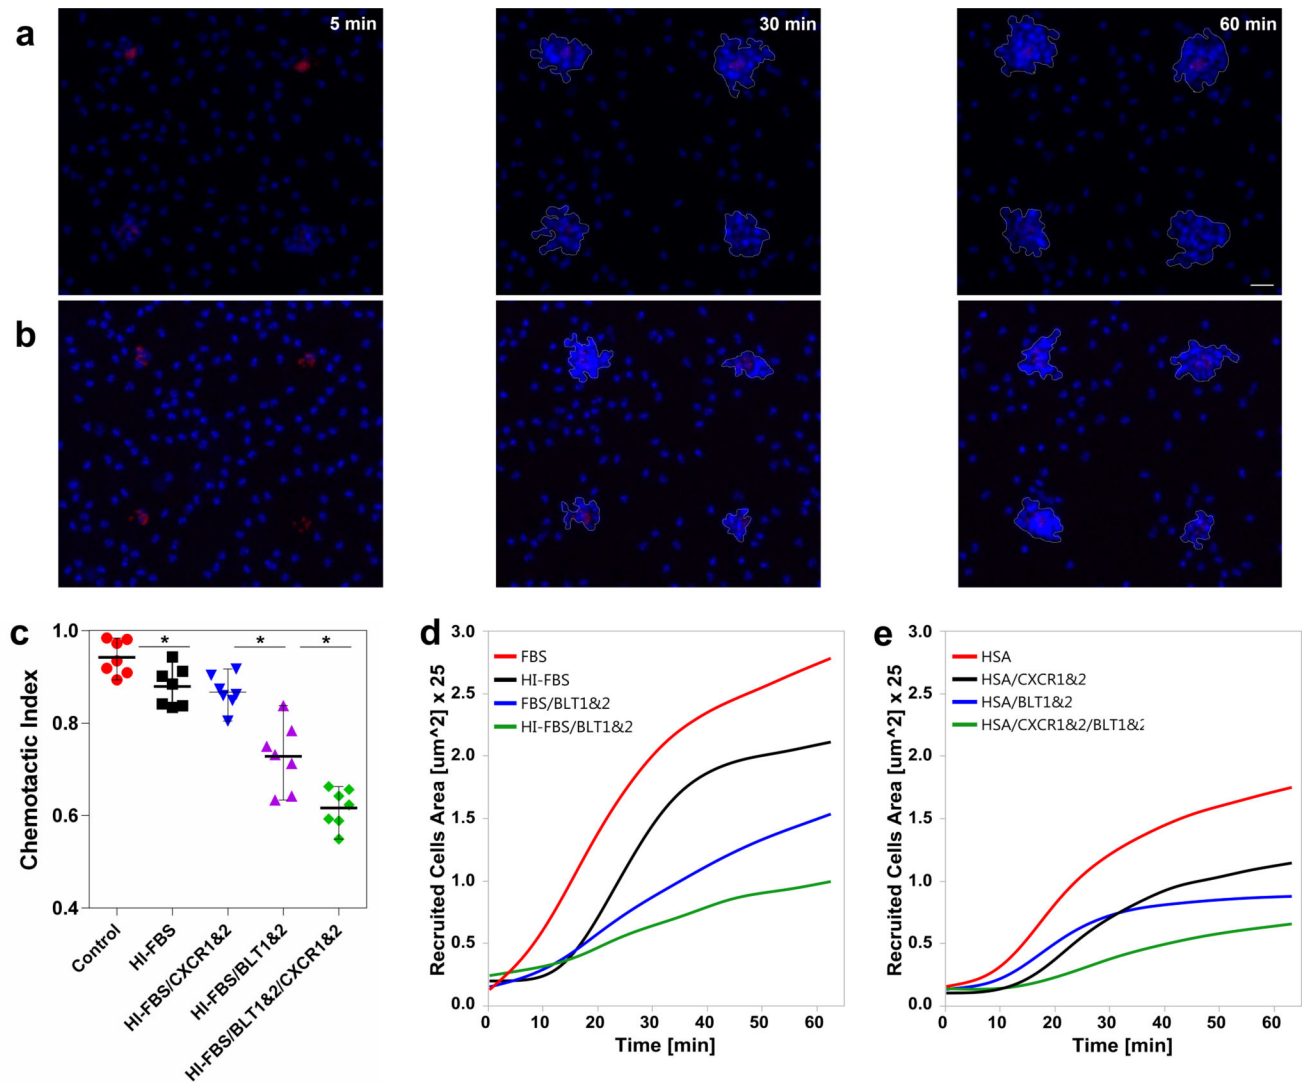 a
5 min
30 min
60 min
b
c
1.0
0.8
0.6
0.4
Chemotactic Index
* * *
Control
HI-FBS
HI-FBS/CXCR1&2
HI-FBS/BLT1&2
HI-FBS/BLT1&2/CXCR1&2
d
3.0
2.5
2.0
1.5
1.0
0.5
0.0
Recruited Cells Area [um^2] x 25
FBS
HI-FBS
FBS/BLT1&2
HI-FBS/BLT1&2
0 10 20 30 40 50 60
Time [min]
e
3.0
2.5
2.0
1.5
1.0
0.5
0.0
Recruited Cells Area [um^2] x 25
HSA
HSA/CXCR1&2
HSA/BLT1&2
HSA/CXCR1&2/BLT1&2
0 10 20 30 40 50 60
Time [min]